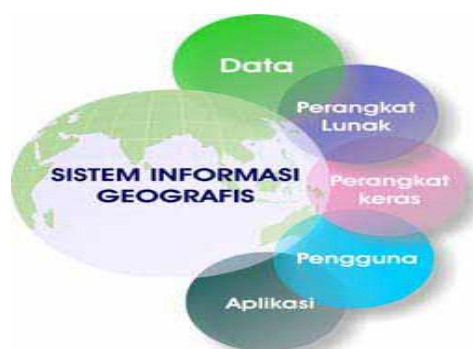 Data
Perangkat
Lunak
SISTEM INFORMASI
GEOGRAFIS
Perangkat
keras
Pengguna
Aplikasi